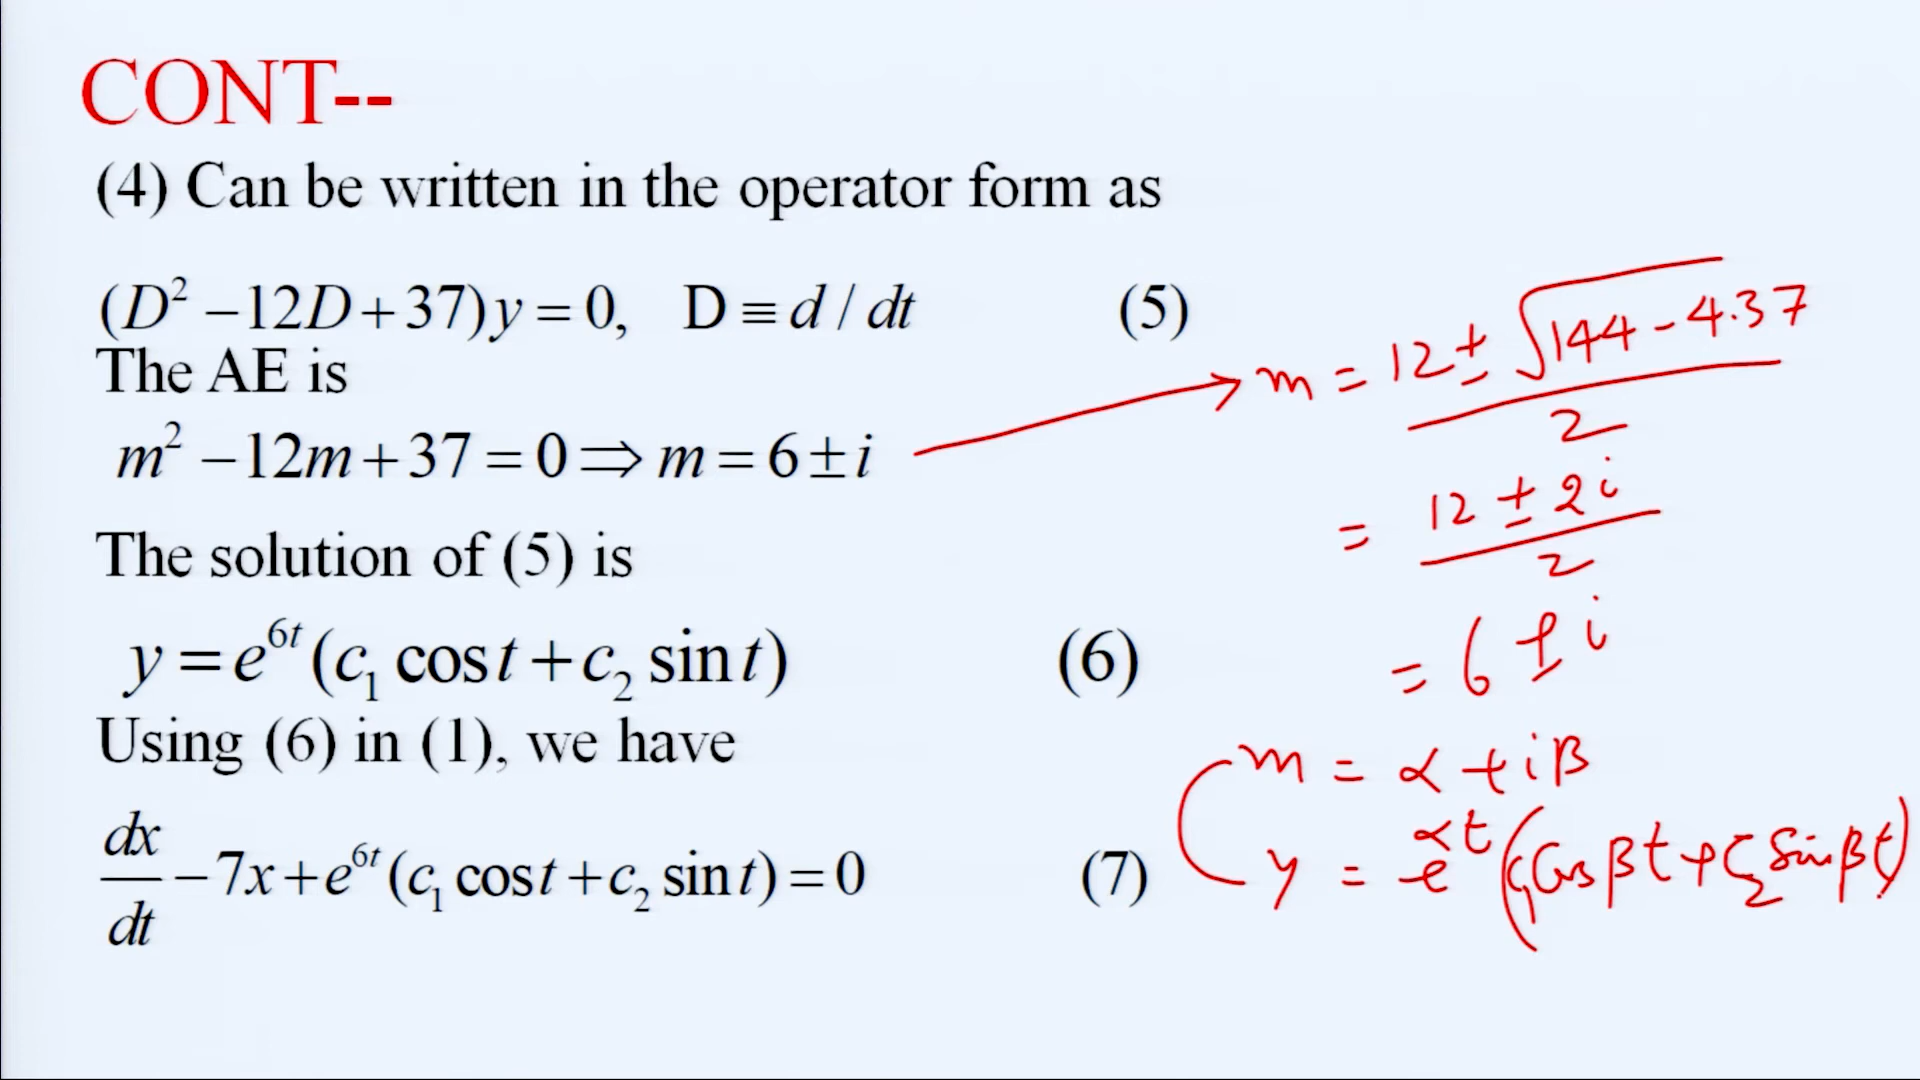 CONT--
(4) Can be written in the operator form as
(D² −12D+37)y = 0, D ≡ d / dt (5)
The AE is
m² −12m+37 = 0 ⇒ m = 6 ± i
The solution of (5) is
y = e^{6t} (c₁ cos t + c₂ sin t) (6)
Using (6) in (1), we have
dx/dt − 7x + e^{6t} (c₁ cos t + c₂ sin t) = 0 (7)
m = (12 ± √(144 − 4.37)) / 2
= (12 ± 2i) / 2
= 6 ± i
m = α + iβ
y = e^{αt} (c₁ Cos βt + c₂ Sin βt)